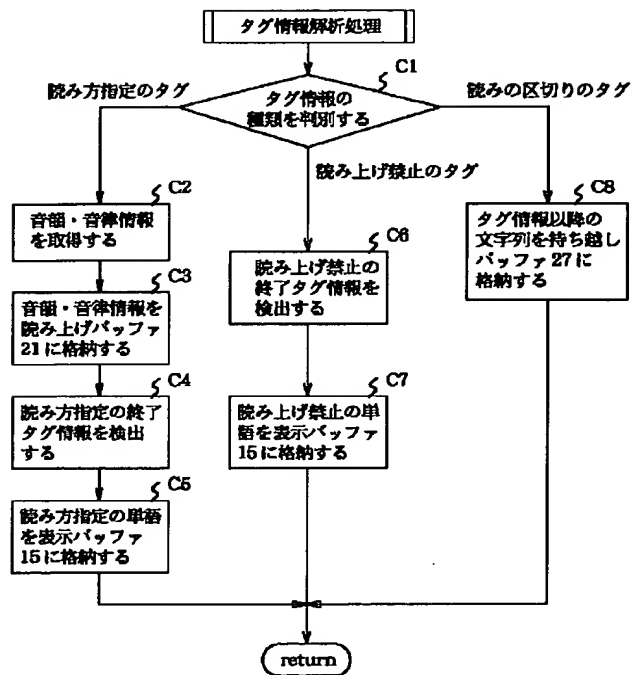 タグ情報解析処理
C1
読み方指定のタグ
タグ情報の
種類を判別する
読みの区切りのタグ
読み上げ禁止のタグ
C2
音韻・音律情報
を取得する
C3
音韻・音律情報を
読み上げバッファ
21に格納する
C4
読み方指定の終了
タグ情報を検出
する
C5
読み方指定の単語
を表示バッファ
15に格納する
C6
読み上げ禁止の
終了タグ情報を
検出する
C7
読み上げ禁止の単
語を表示バッファ
15に格納する
C8
タグ情報以降の
文字列を持ち越し
バッファ27に
格納する
return